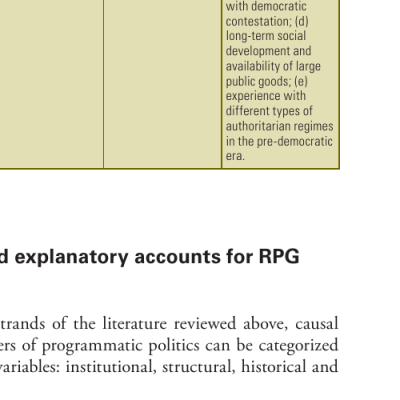 with democratic
contestation; (d)
long-term social
development and
availability of large
public goods; (e)
experience with
different types of
authoritarian regimes
in the pre-democratic
era.
d explanatory accounts for RPG
trands of the literature reviewed above, causal
ers of programmatic politics can be categorized
variables: institutional, structural, historical and